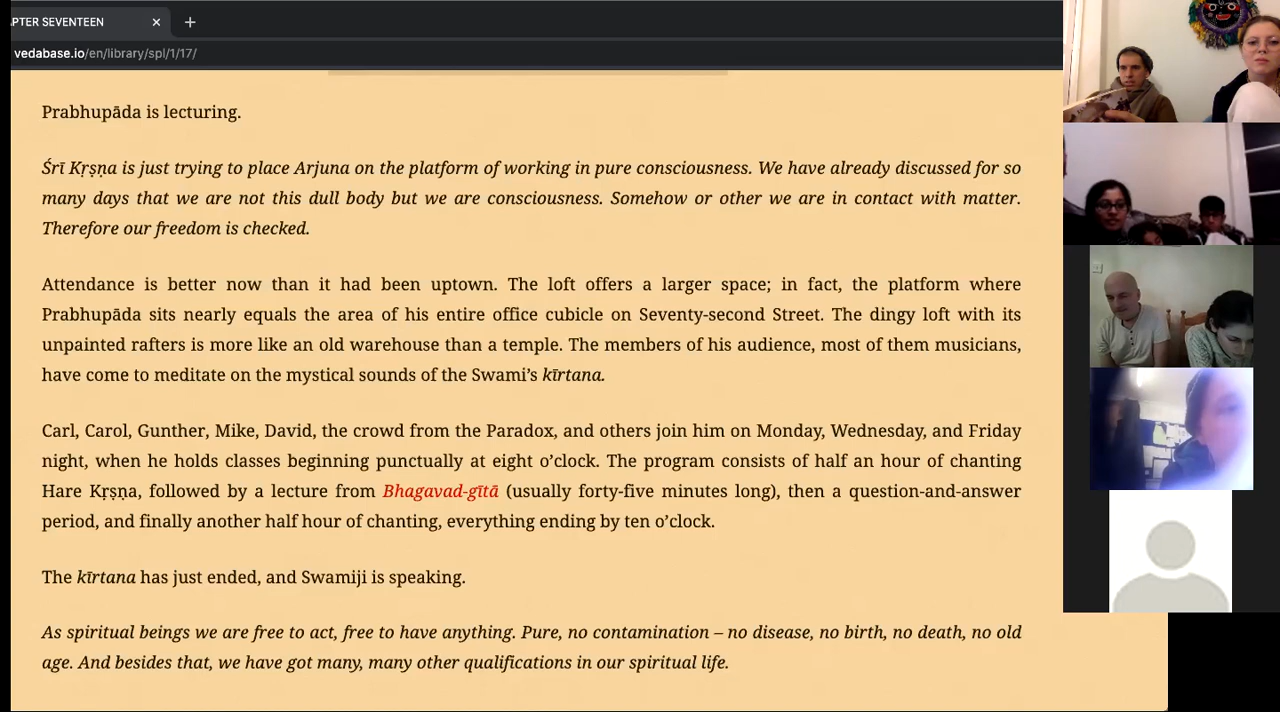 PTER SEVENTEEN
vedabase.io/en/library/spl/1/17/
Prabhupāda is lecturing.
Śrī Kṛṣṇa is just trying to place Arjuna on the platform of working in pure consciousness. We have already discussed for so
many days that we are not this dull body but we are consciousness. Somehow or other we are in contact with matter.
Therefore our freedom is checked.
Attendance is better now than it had been uptown. The loft offers a larger space; in fact, the platform where
Prabhupāda sits nearly equals the area of his entire office cubicle on Seventy-second Street. The dingy loft with its
unpainted rafters is more like an old warehouse than a temple. The members of his audience, most of them musicians,
have come to meditate on the mystical sounds of the Swami’s kīrtana.
Carl, Carol, Gunther, Mike, David, the crowd from the Paradox, and others join him on Monday, Wednesday, and Friday
night, when he holds classes beginning punctually at eight o’clock. The program consists of half an hour of chanting
Hare Kṛṣṇa, followed by a lecture from Bhagavad-gītā (usually forty-five minutes long), then a question-and-answer
period, and finally another half hour of chanting, everything ending by ten o’clock.
The kīrtana has just ended, and Swamiji is speaking.
As spiritual beings we are free to act, free to have anything. Pure, no contamination – no disease, no birth, no death, no old
age. And besides that, we have got many, many other qualifications in our spiritual life.